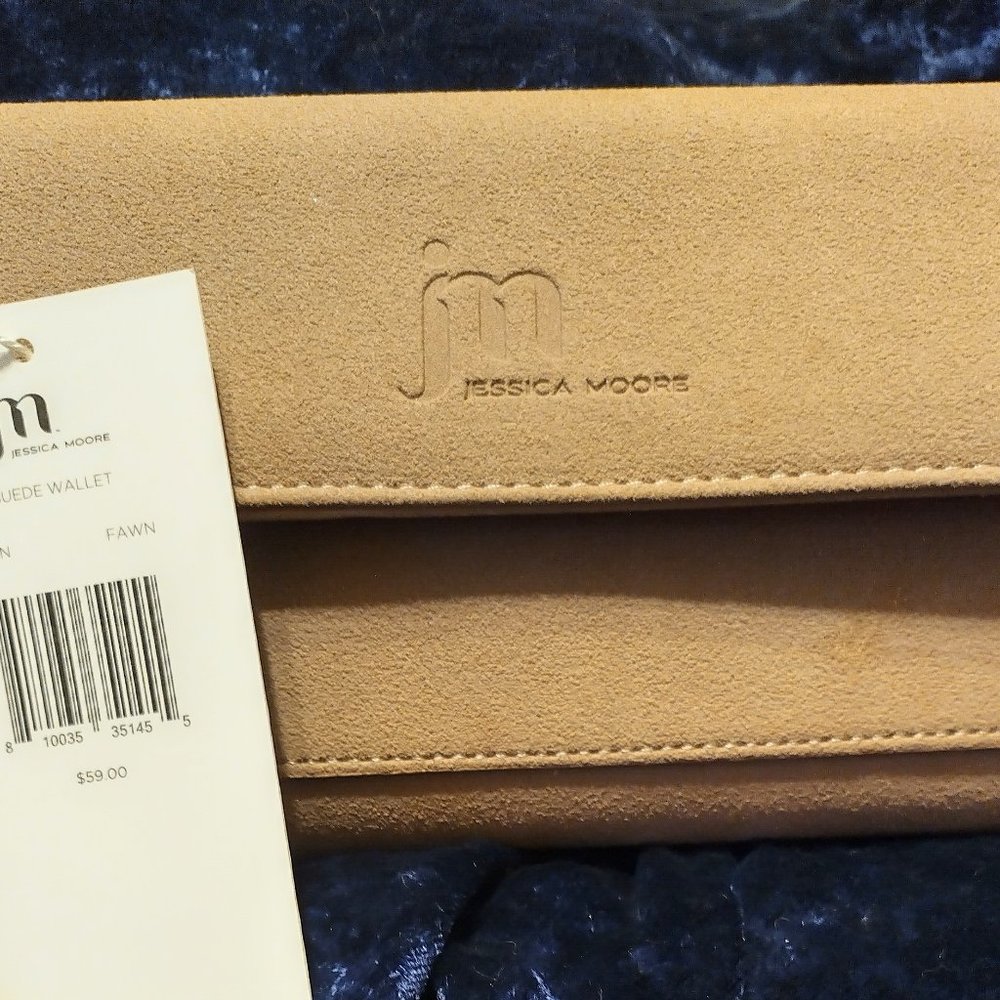 jm
JESSICA MOORE
jm
JESSICA MOORE
UEDE WALLET
N FAWN
8 10035 35145 5
$59.00